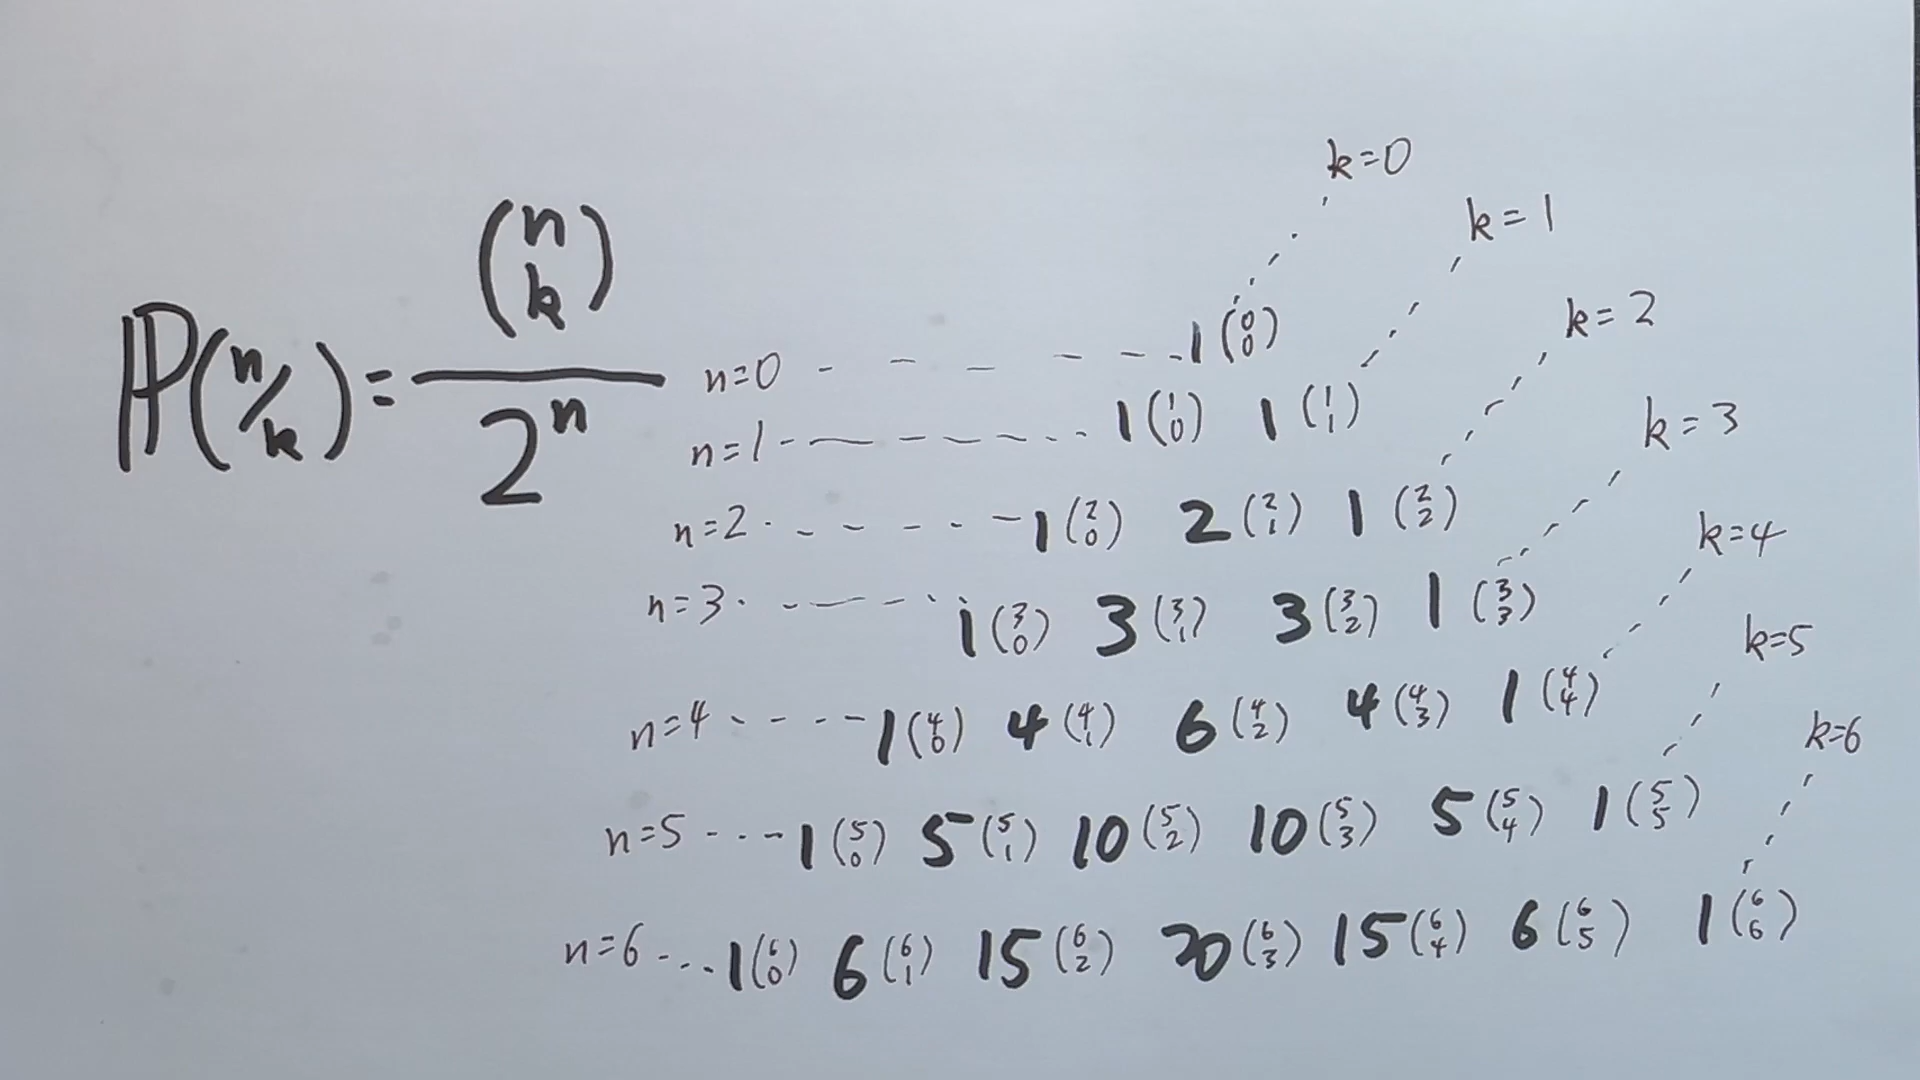 k=0
k=1
k=2
k=3
k=4
k=5
k=6
ℙ(n/k) = (n k) / 2^n
n=0 1 (0 0)
n=1 1 (1 0) 1 (1 1)
n=2 1 (2 0) 2 (2 1) 1 (2 2)
n=3 1 (3 0) 3 (3 1) 3 (3 2) 1 (3 3)
n=4 1 (4 0) 4 (4 1) 6 (4 2) 4 (4 3) 1 (4 4)
n=5 1 (5 0) 5 (5 1) 10 (5 2) 10 (5 3) 5 (5 4) 1 (5 5)
n=6 1 (6 0) 6 (6 1) 15 (6 2) 20 (6 3) 15 (6 4) 6 (6 5) 1 (6 6)